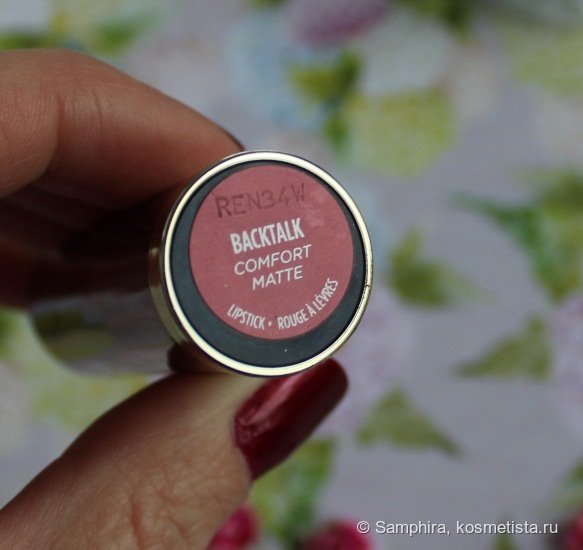 REN34W
BACKTALK
COMFORT
MATTE
LIPSTICK • ROUGE À LÈVRES
© Samphira, kosmetista.ru